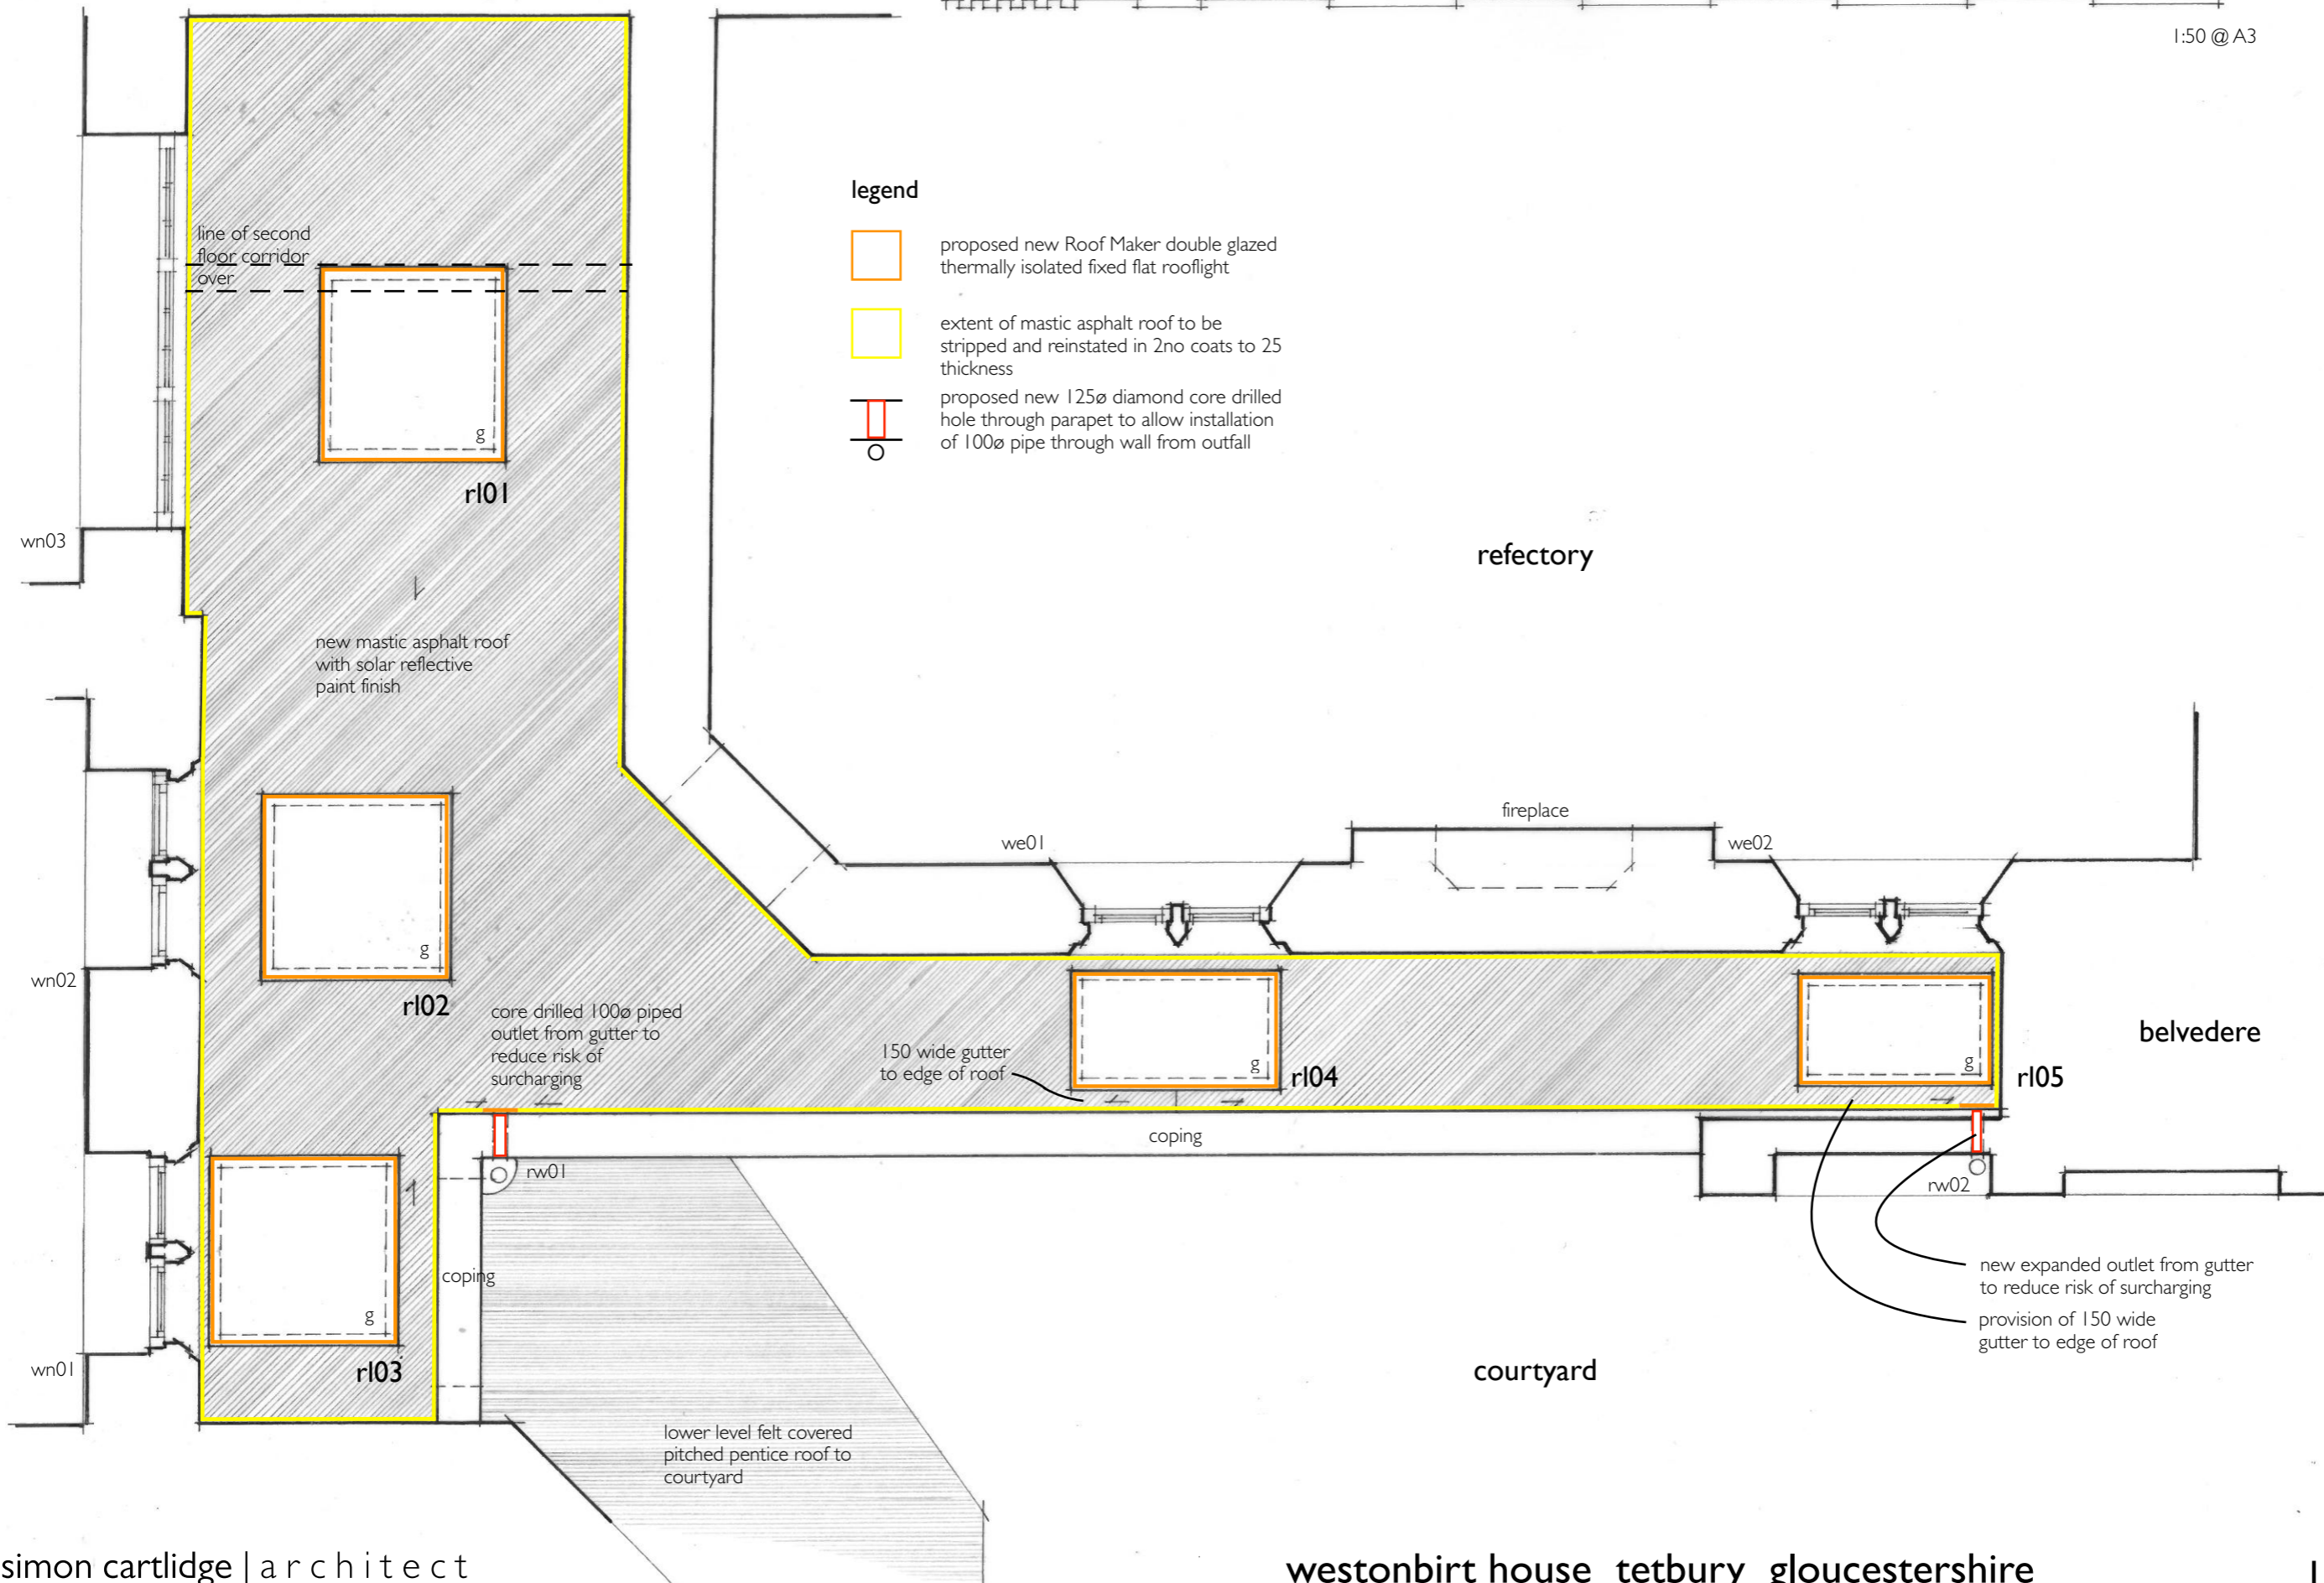 1:50 @ A3
legend
proposed new Roof Maker double glazed
thermally isolated fixed flat rooflight
extent of mastic asphalt roof to be
stripped and reinstated in 2no coats to 25
thickness
proposed new 125ø diamond core drilled
hole through parapet to allow installation
of 100ø pipe through wall from outfall
line of second
floor corridor
over
g
rl01
wn03
refectory
new mastic asphalt roof
with solar reflective
paint finish
fireplace
we01
we02
g
wn02
rl02
core drilled 100ø piped
outlet from gutter to
reduce risk of
surcharging
150 wide gutter
to edge of roof
g
rl04
g
rl05
belvedere
coping
rw01
rw02
coping
g
rl03
wn01
new expanded outlet from gutter
to reduce risk of surcharging
provision of 150 wide
gutter to edge of roof
courtyard
lower level felt covered
pitched pentice roof to
courtyard
simon cartlidge | architect
westonbirt house tetbury gloucestershire